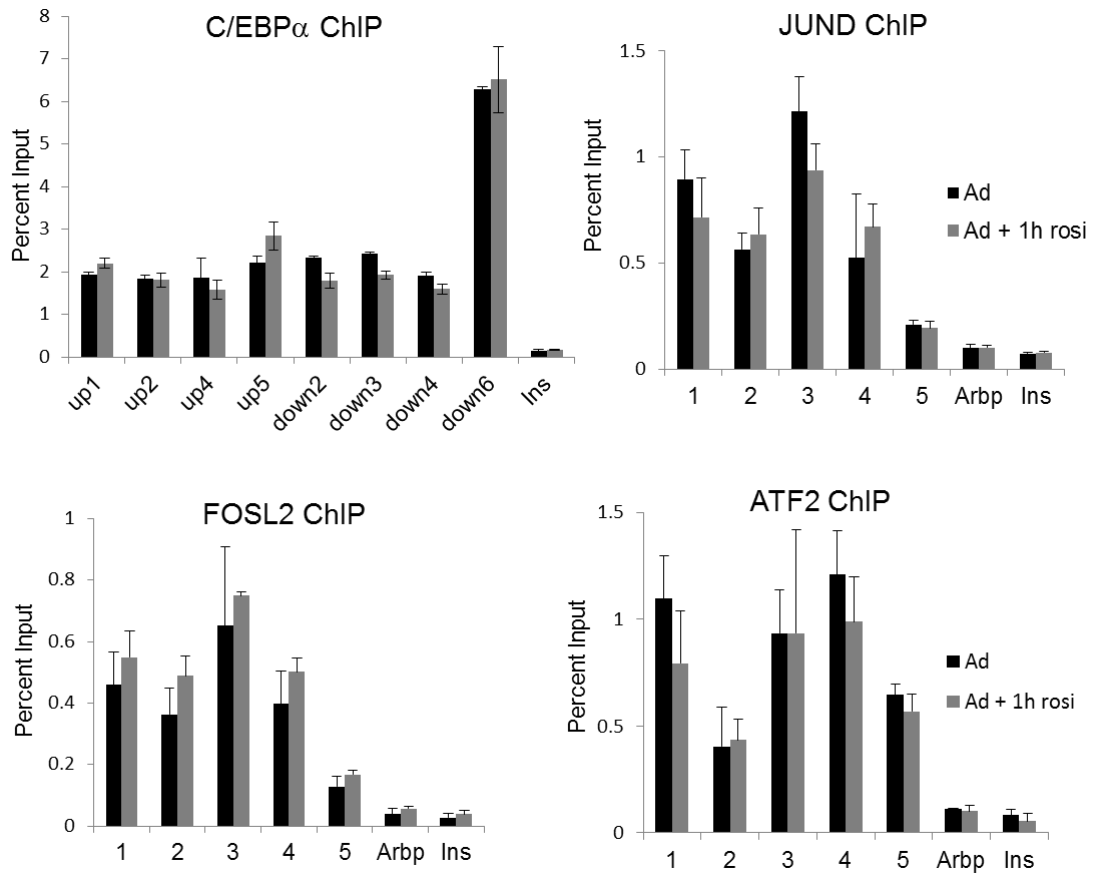 C/EBPα ChIP
Percent Input
8
7
6
5
4
3
2
1
0
up1 up2 up4 up5 down2 down3 down4 down6 Ins
JUND ChIP
Percent Input
1.5
1
0.5
0
1 2 3 4 5 Arbp Ins
Ad
Ad + 1h rosi
FOSL2 ChIP
Percent Input
1
0.8
0.6
0.4
0.2
0
1 2 3 4 5 Arbp Ins
ATF2 ChIP
Percent Input
1.5
1
0.5
0
1 2 3 4 5 Arbp Ins
Ad
Ad + 1h rosi